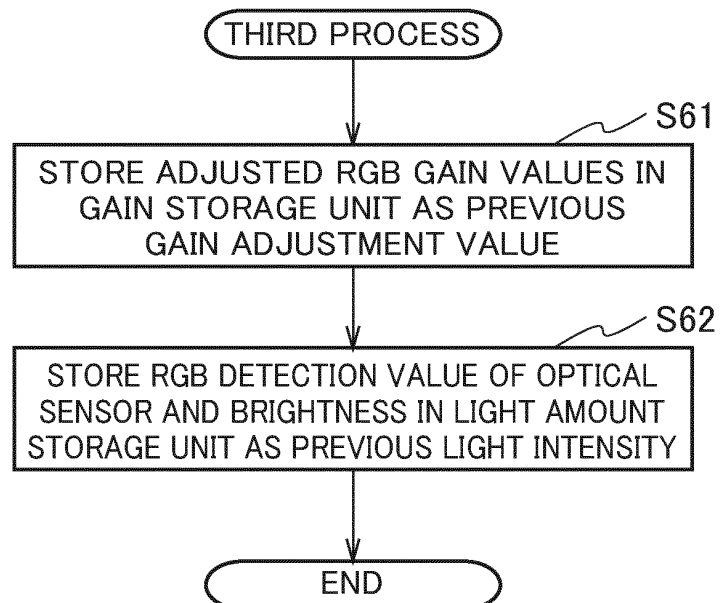 THIRD PROCESS
S61
STORE ADJUSTED RGB GAIN VALUES IN
GAIN STORAGE UNIT AS PREVIOUS
GAIN ADJUSTMENT VALUE
S62
STORE RGB DETECTION VALUE OF OPTICAL
SENSOR AND BRIGHTNESS IN LIGHT AMOUNT
STORAGE UNIT AS PREVIOUS LIGHT INTENSITY
END